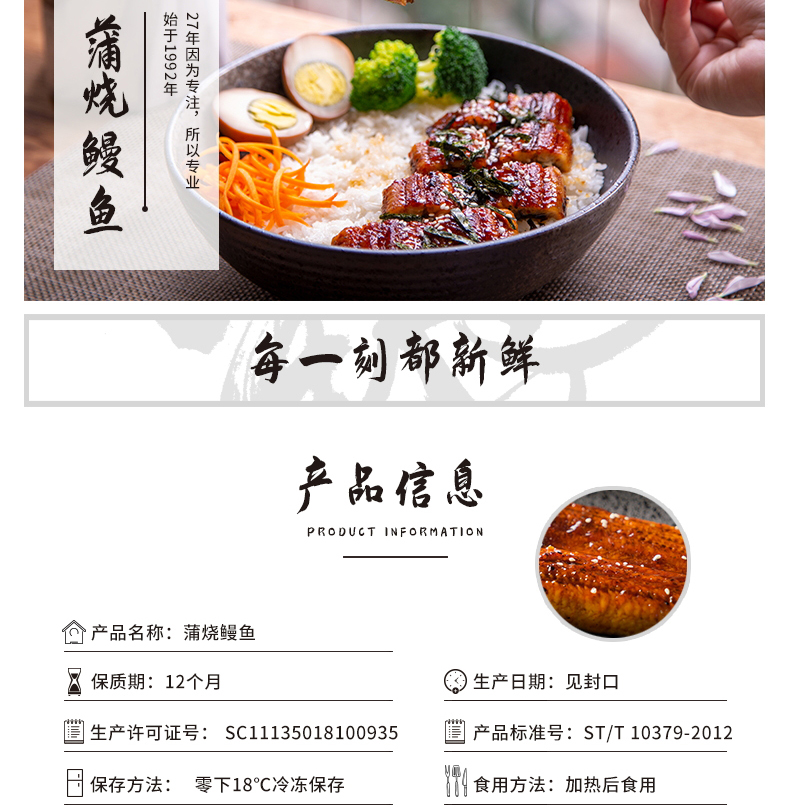 蒲烧鳗鱼
27年因为专注，所以专业
始于1992年
每一刻都新鲜
产品信息
PRODUCT INFORMATION
产品名称：蒲烧鳗鱼
保质期：12个月
生产日期：见封口
生产许可证号： SC11135018100935
产品标准号：ST/T 10379-2012
保存方法： 零下18℃冷冻保存
食用方法：加热后食用